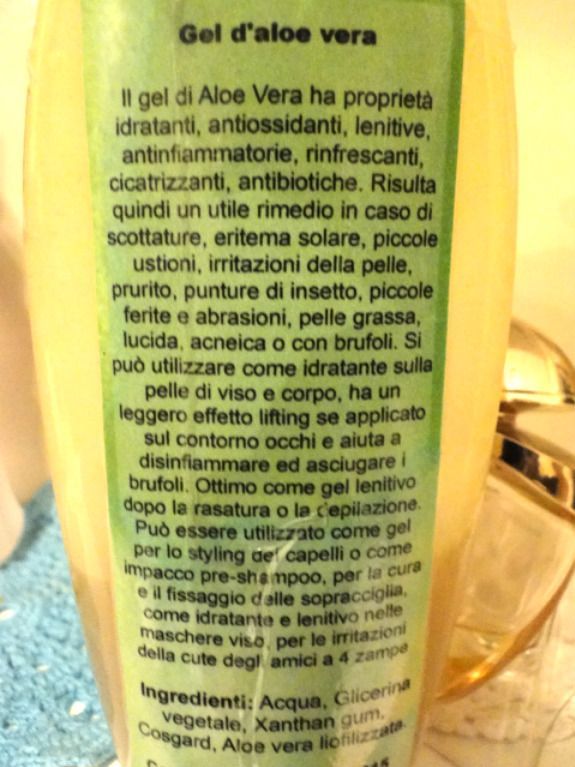 Gel d'aloe vera
Il gel di Aloe Vera ha proprietà
idratanti, antiossidanti, lenitive,
antinfiammatorie, rinfrescanti,
cicatrizzanti, antibiotiche. Risulta
quindi un utile rimedio in caso di
scottature, eritema solare, piccole
ustioni, irritazioni della pelle,
prurito, punture di insetto, piccole
ferite e abrasioni, pelle grassa,
lucida, acneica o con brufoli. Si
può utilizzare come idratante sulla
pelle di viso e corpo, ha un
leggero effetto lifting se applicato
sul contorno occhi e aiuta a
disinfiammare ed asciugare i
brufoli. Ottimo come gel lenitivo
dopo la rasatura o la depilazione.
Può essere utilizzato come gel
per lo styling dei capelli o come
impacco pre-shampoo, per la cura
e il fissaggio delle sopracciglia,
come idratante e lenitivo nelle
maschere viso, per le irritazioni
della cute degli amici a 4 zampe
Ingredienti: Acqua, Glicerina
vegetale, Xanthan gum,
Cosgard, Aloe vera liofilizzata.